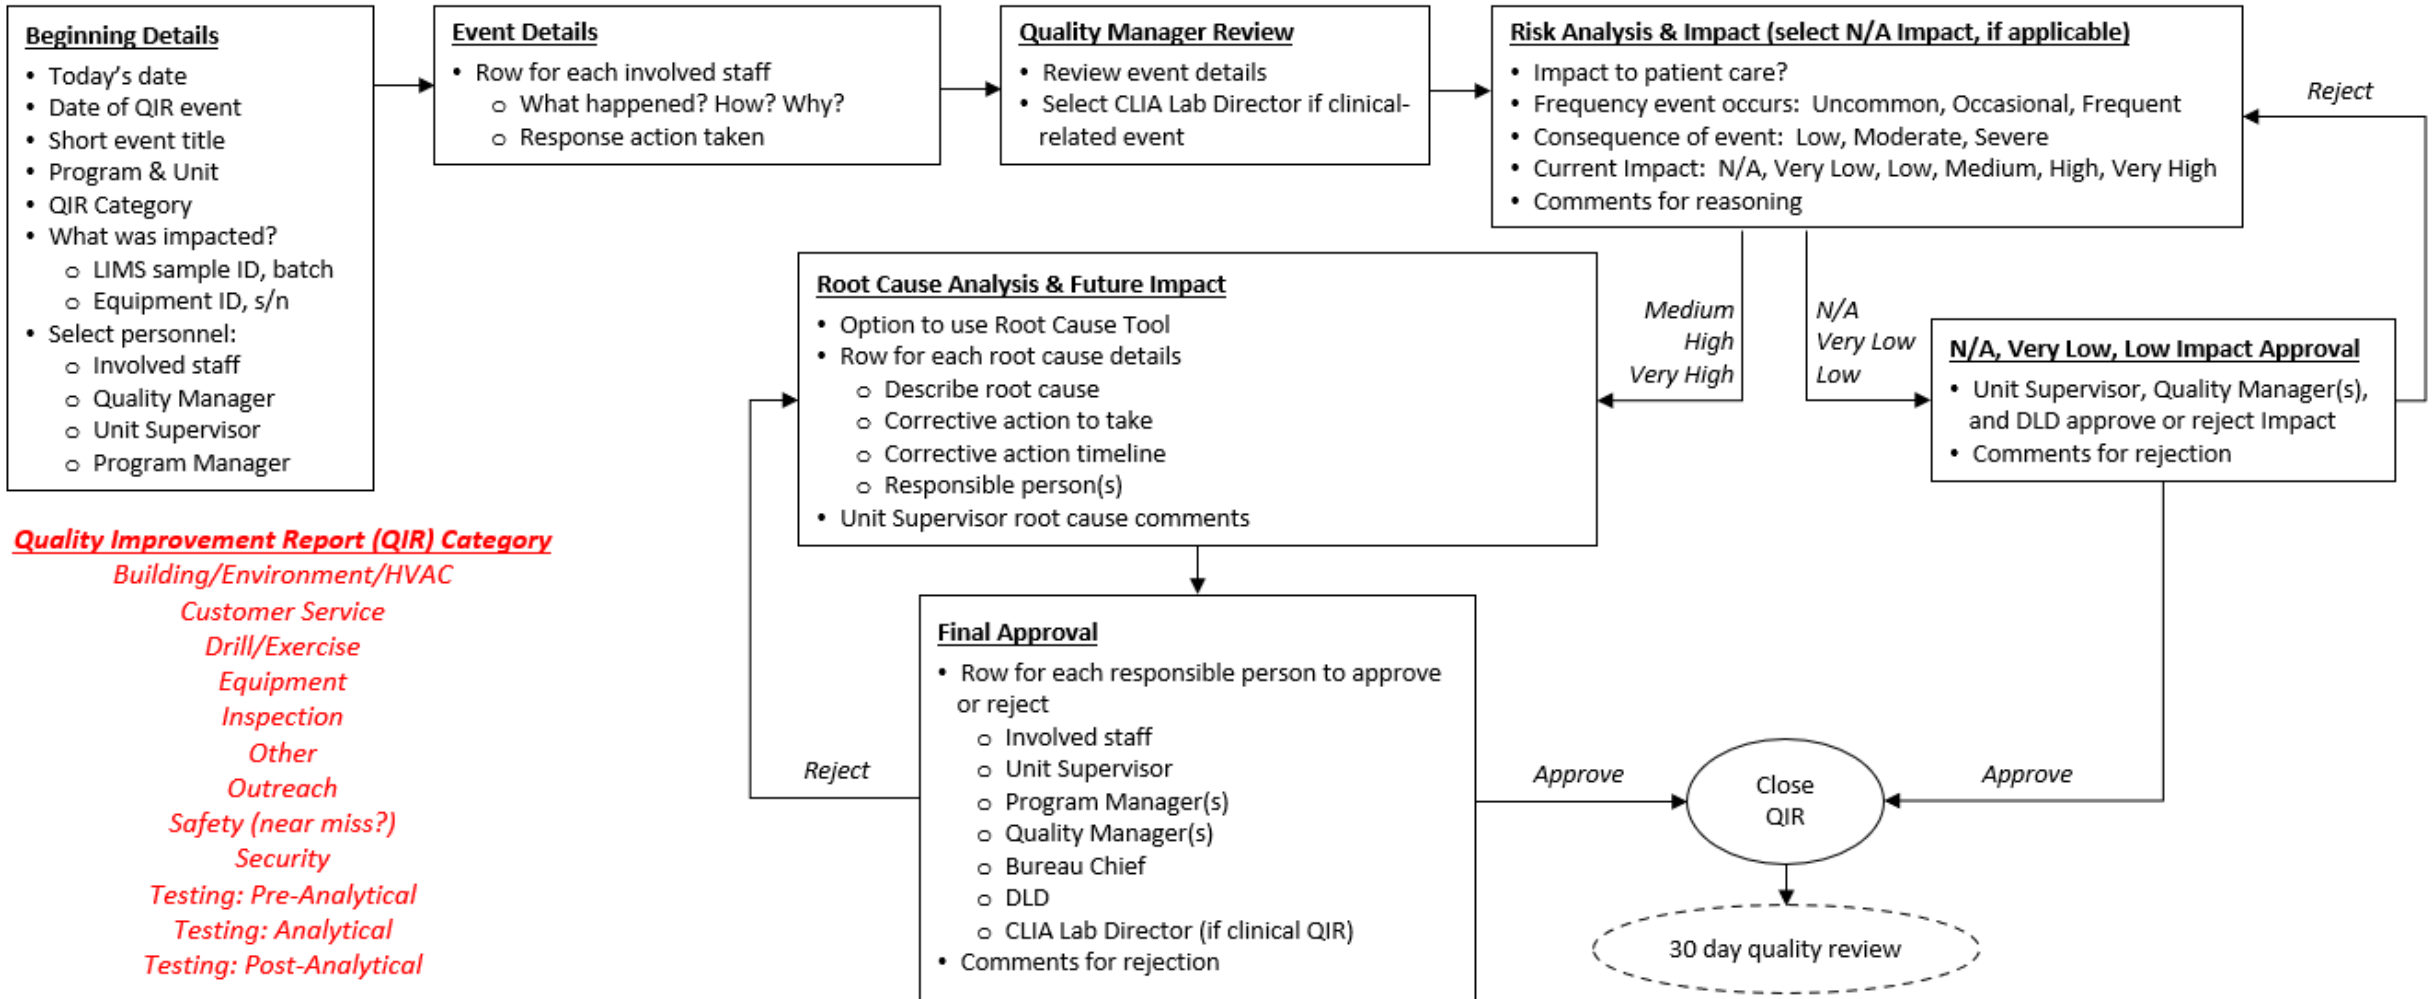 Beginning Details
• Today's date
• Date of QIR event
• Short event title
• Program & Unit
• QIR Category
• What was impacted?
o LIMS sample ID, batch
o Equipment ID, s/n
• Select personnel:
o Involved staff
o Quality Manager
o Unit Supervisor
o Program Manager
Event Details
• Row for each involved staff
o What happened? How? Why?
o Response action taken
Quality Manager Review
• Review event details
• Select CLIA Lab Director if clinical-
related event
Risk Analysis & Impact (select N/A Impact, if applicable)
• Impact to patient care?
• Frequency event occurs: Uncommon, Occasional, Frequent
• Consequence of event: Low, Moderate, Severe
• Current Impact: N/A, Very Low, Low, Medium, High, Very High
• Comments for reasoning
Reject
Medium
High
Very High
N/A
Very Low
Low
Root Cause Analysis & Future Impact
• Option to use Root Cause Tool
• Row for each root cause details
o Describe root cause
o Corrective action to take
o Corrective action timeline
o Responsible person(s)
• Unit Supervisor root cause comments
N/A, Very Low, Low Impact Approval
• Unit Supervisor, Quality Manager(s),
and DLD approve or reject Impact
• Comments for rejection
Quality Improvement Report (QIR) Category
Building/Environment/HVAC
Customer Service
Drill/Exercise
Equipment
Inspection
Other
Outreach
Safety (near miss?)
Security
Testing: Pre-Analytical
Testing: Analytical
Testing: Post-Analytical
Reject
Final Approval
• Row for each responsible person to approve
or reject
o Involved staff
o Unit Supervisor
o Program Manager(s)
o Quality Manager(s)
o Bureau Chief
o DLD
o CLIA Lab Director (if clinical QIR)
• Comments for rejection
Approve
Close
QIR
Approve
30 day quality review